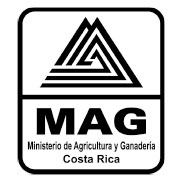 MAG
Ministerio de Agricultura y Ganadería
Costa Rica